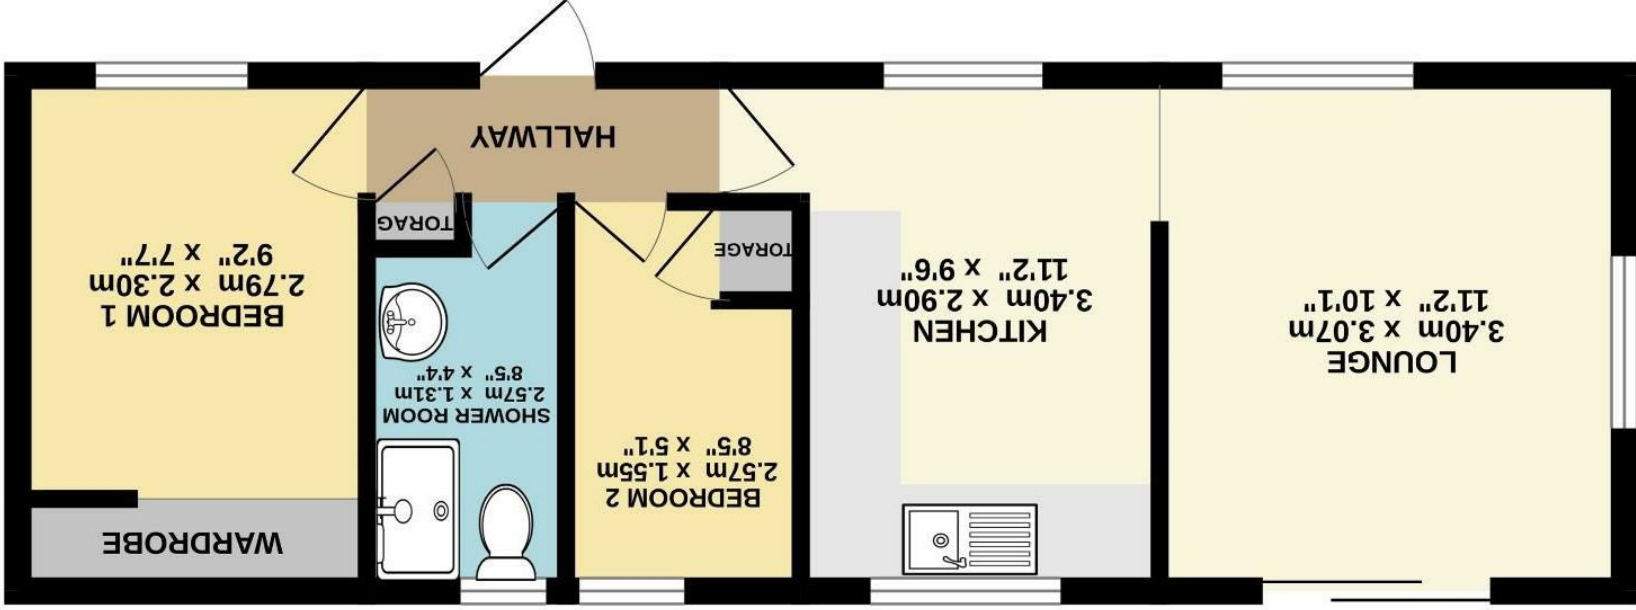 LOUNGE
3.40m x 3.07m
11'2" x 10'1"
KITCHEN
3.40m x 2.90m
11'2" x 9'6"
BEDROOM 2
2.57m x 1.55m
8'5" x 5'1"
TORAGE
SHOWER ROOM
2.57m x 1.31m
8'5" x 4'4"
TORAG
WARDROBE
BEDROOM 1
2.79m x 2.30m
9'2" x 7'7"
HALLWAY